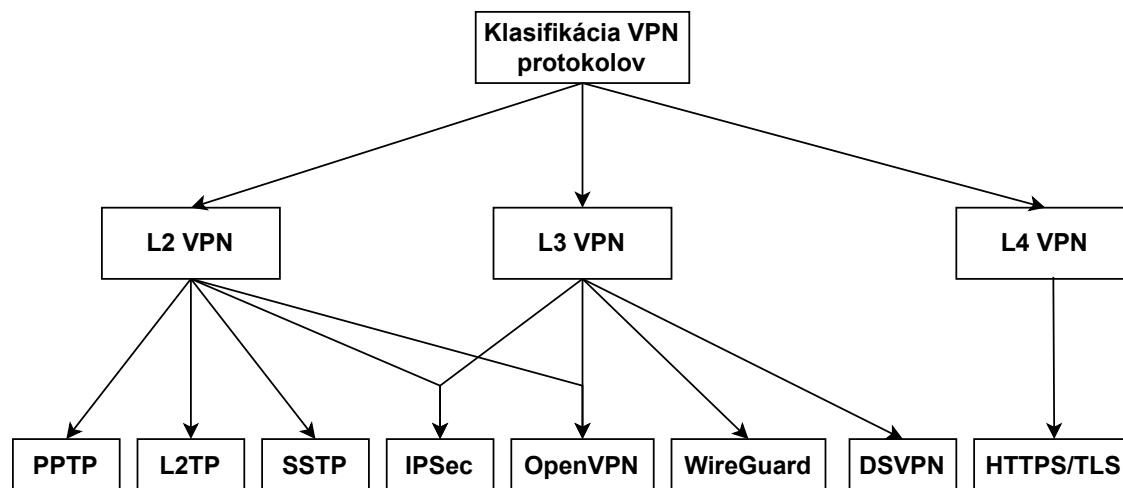 Klasifikácia VPN
protokolov
L2 VPN
L3 VPN
L4 VPN
PPTP
L2TP
SSTP
IPSec
OpenVPN
WireGuard
DSVPN
HTTPS/TLS